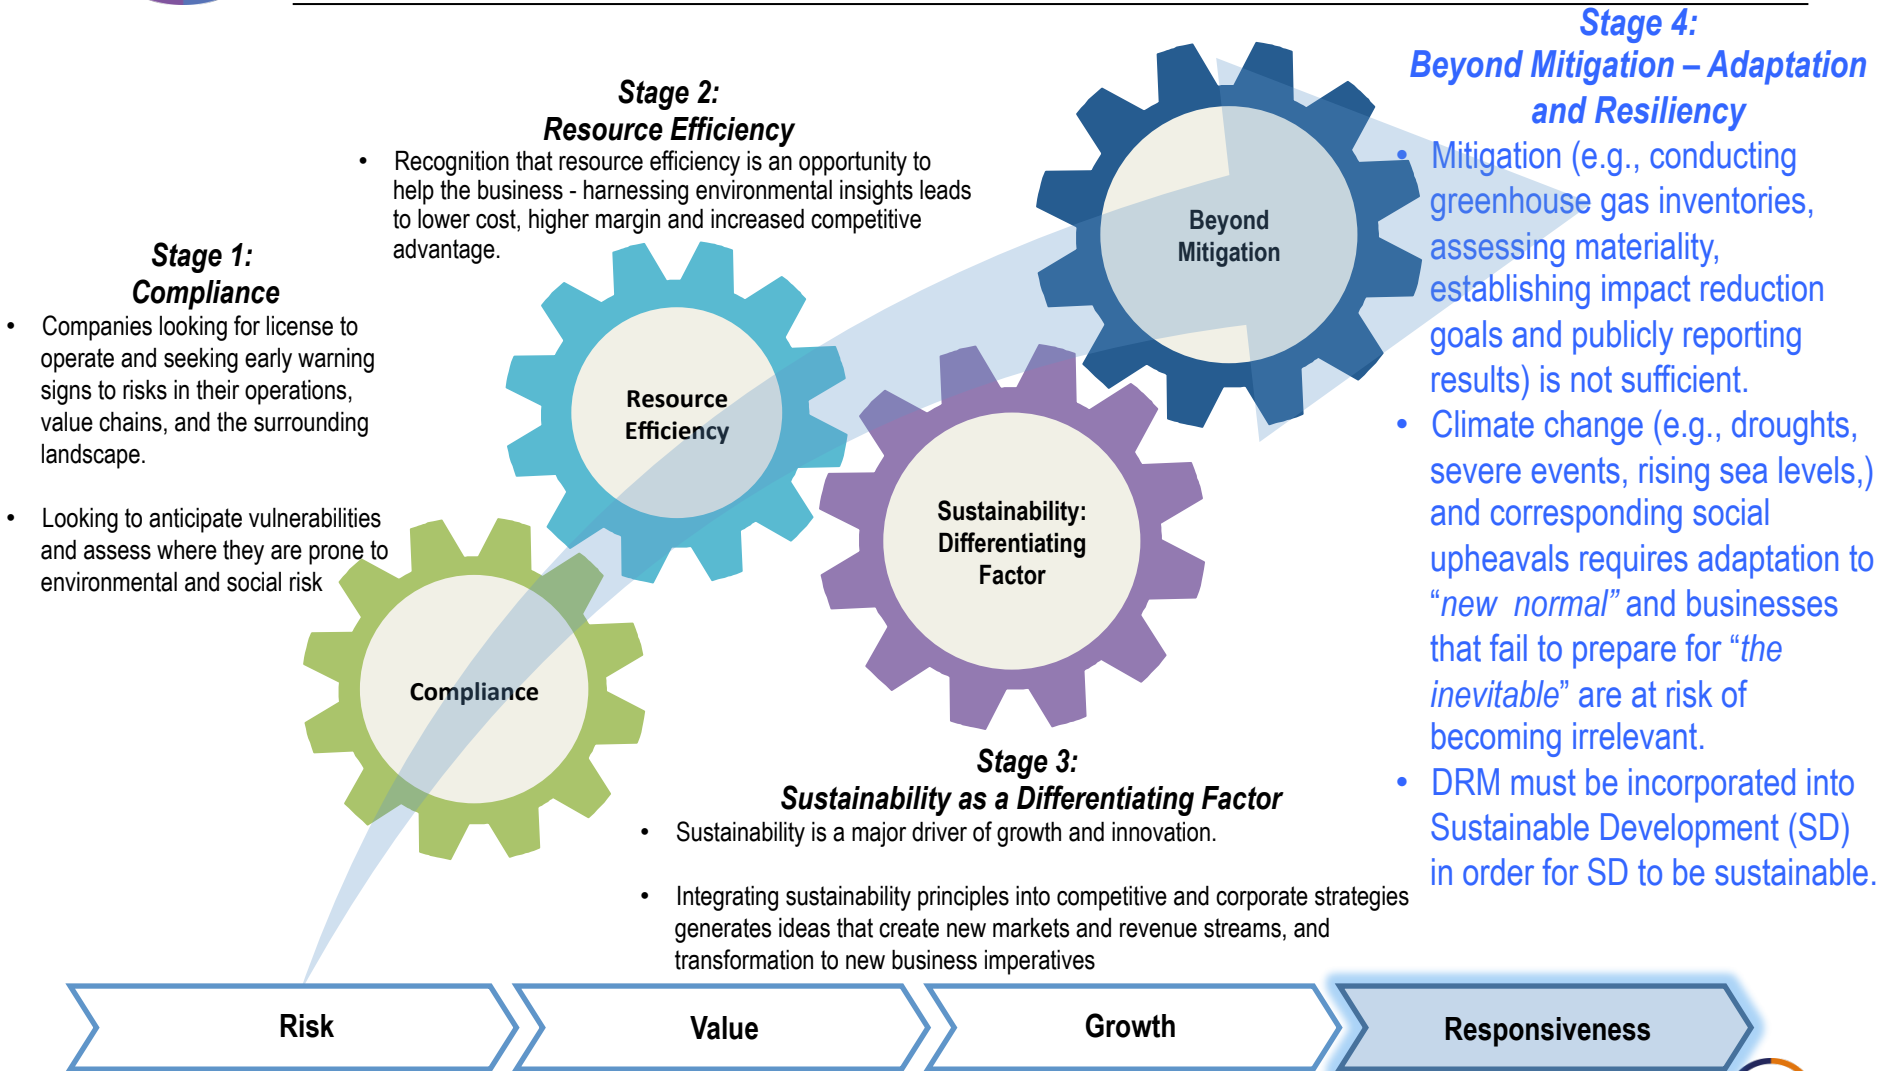 Stage 1:
Compliance
• Companies looking for license to
operate and seeking early warning
signs to risks in their operations,
value chains, and the surrounding
landscape.
• Looking to anticipate vulnerabilities
and assess where they are prone to
environmental and social risk
Stage 2:
Resource Efficiency
• Recognition that resource efficiency is an opportunity to
help the business - harnessing environmental insights leads
to lower cost, higher margin and increased competitive
advantage.
Compliance
Resource
Efficiency
Sustainability:
Differentiating
Factor
Beyond
Mitigation
Stage 3:
Sustainability as a Differentiating Factor
• Sustainability is a major driver of growth and innovation.
• Integrating sustainability principles into competitive and corporate strategies
generates ideas that create new markets and revenue streams, and
transformation to new business imperatives
Stage 4:
Beyond Mitigation – Adaptation
and Resiliency
• Mitigation (e.g., conducting
greenhouse gas inventories,
assessing materiality,
establishing impact reduction
goals and publicly reporting
results) is not sufficient.
• Climate change (e.g., droughts,
severe events, rising sea levels,)
and corresponding social
upheavals requires adaptation to
“new normal” and businesses
that fail to prepare for “the
inevitable” are at risk of
becoming irrelevant.
• DRM must be incorporated into
Sustainable Development (SD)
in order for SD to be sustainable.
Risk
Value
Growth
Responsiveness